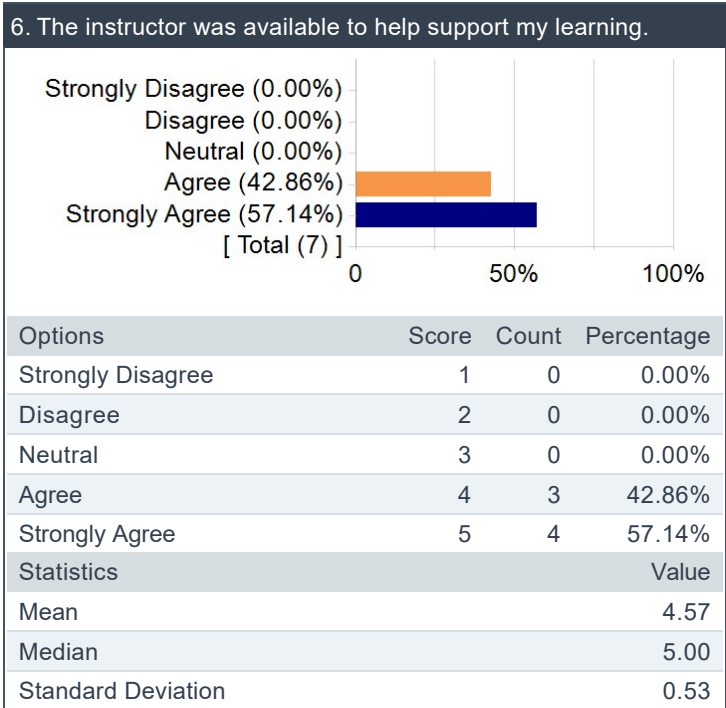 6. The instructor was available to help support my learning.
Strongly Disagree (0.00%)
Disagree (0.00%)
Neutral (0.00%)
Agree (42.86%)
Strongly Agree (57.14%)
[ Total (7) ]
0 50% 100%
Options Score Count Percentage
Strongly Disagree 1 0 0.00%
Disagree 2 0 0.00%
Neutral 3 0 0.00%
Agree 4 3 42.86%
Strongly Agree 5 4 57.14%
Statistics Value
Mean 4.57
Median 5.00
Standard Deviation 0.53